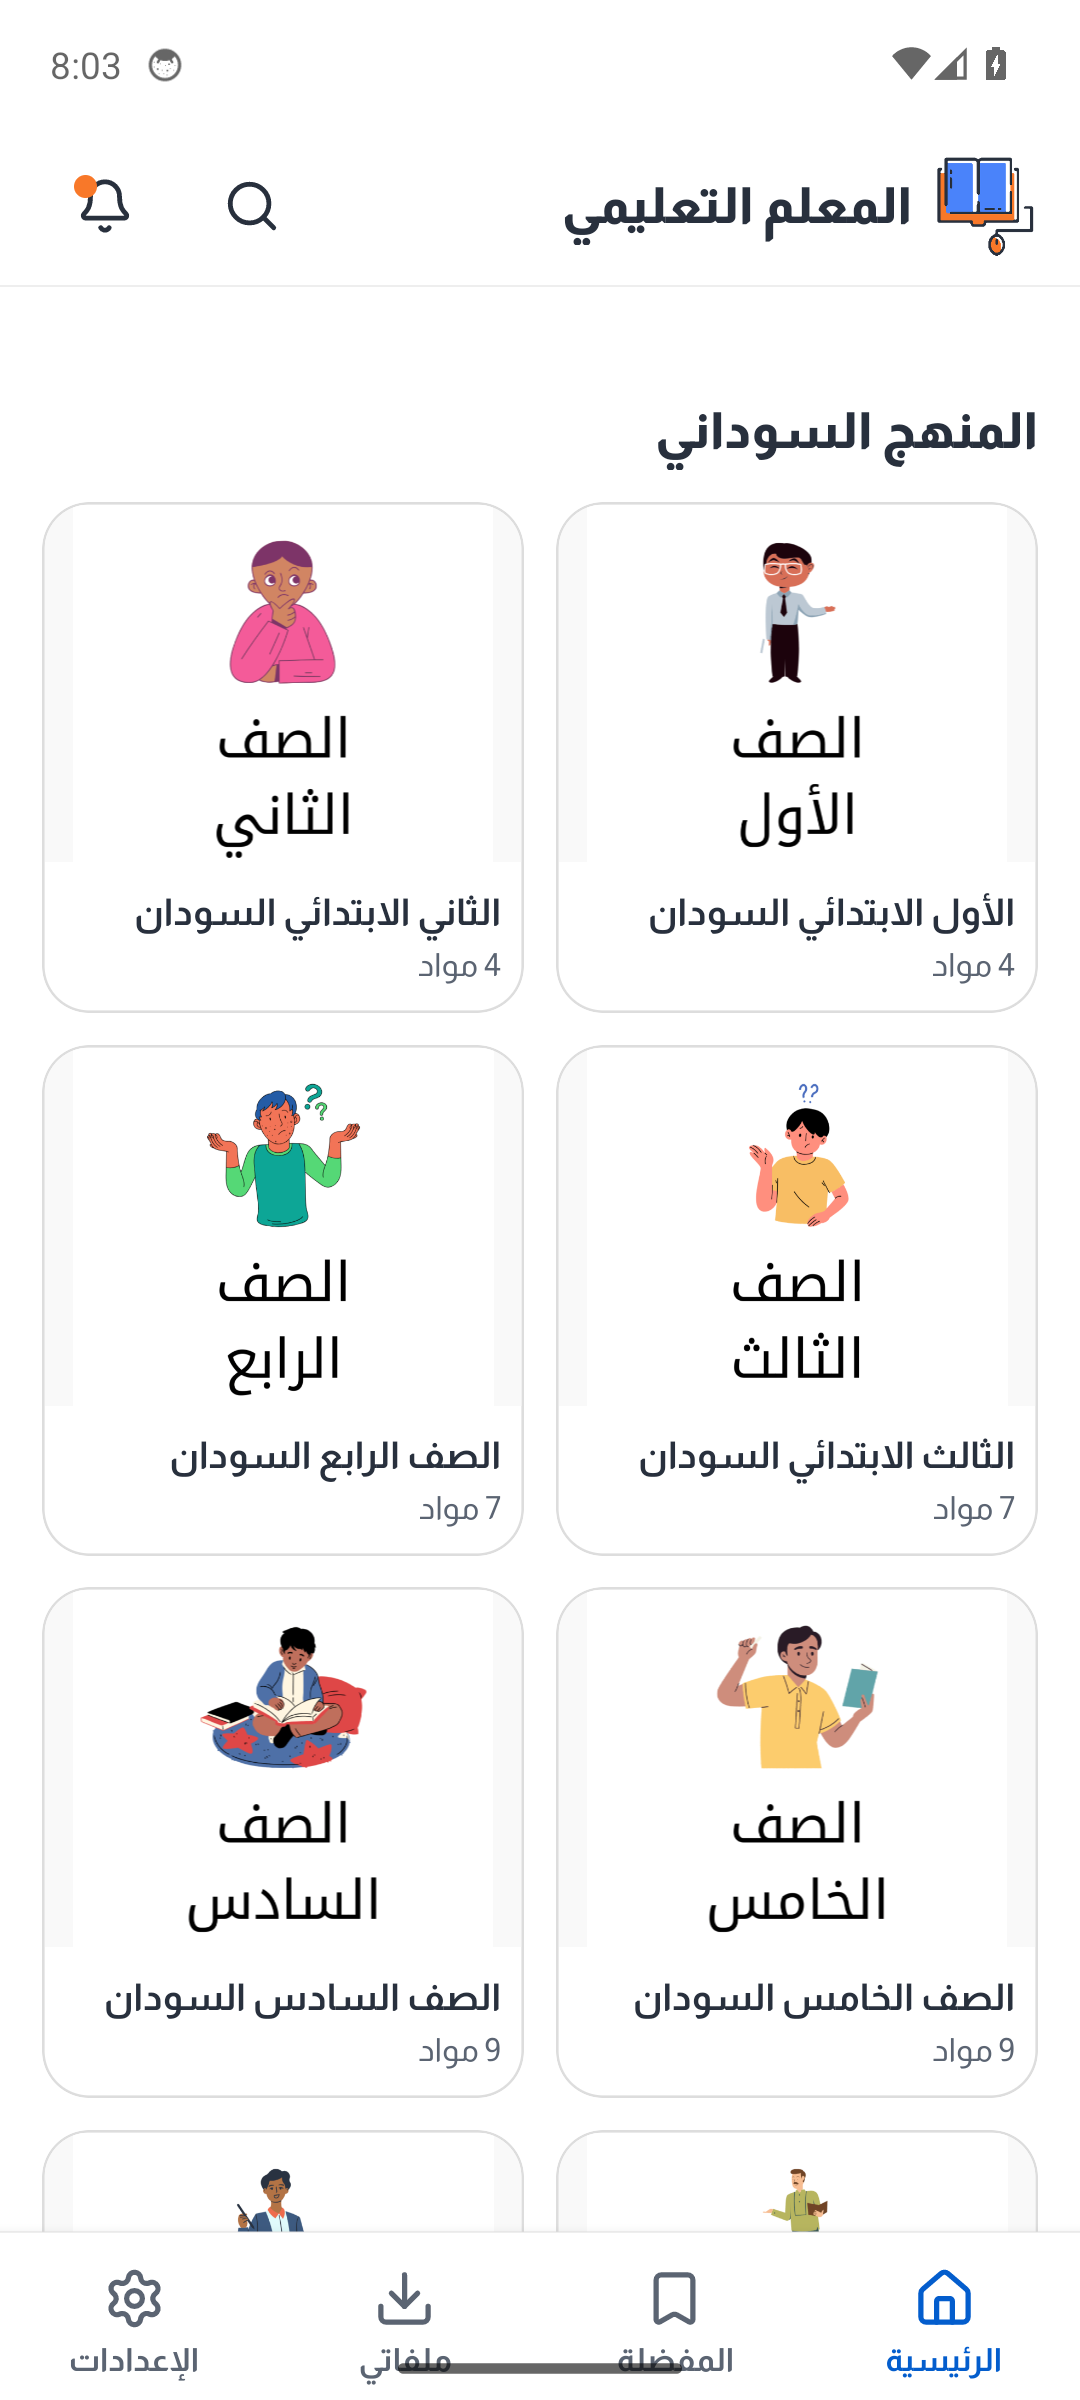 8:03
المعلم التعليمي
المنهج السوداني
الصف
الأول
الأول الابتدائي السودان
4 مواد
الصف
الثاني
الثاني الابتدائي السودان
4 مواد
??
الصف
الثالث
الثالث الابتدائي السودان
7 مواد
??
الصف
الرابع
الصف الرابع السودان
7 مواد
الصف
الخامس
الصف الخامس السودان
9 مواد
الصف
السادس
الصف السادس السودان
9 مواد
الرئيسية
المفضلة
ملفاتي
الإعدادات